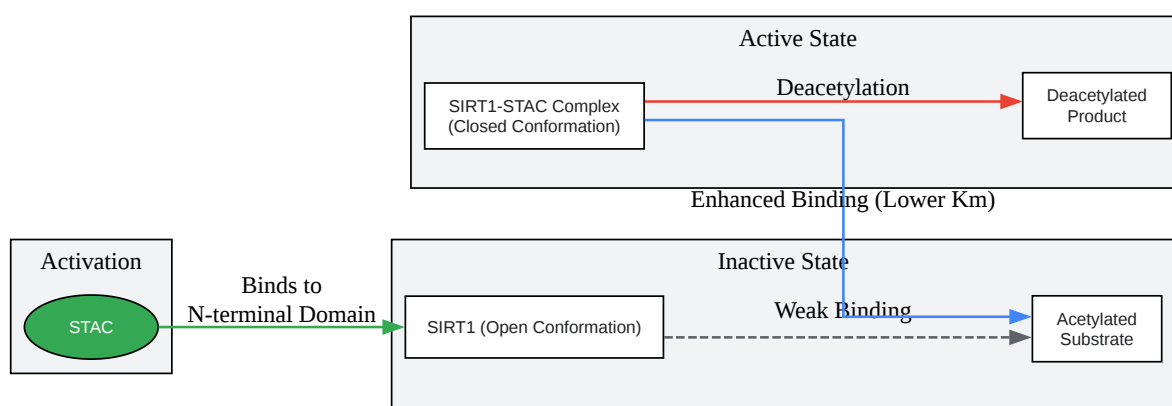 Active State
SIRT1-STAC Complex
(Closed Conformation)
Deacetylation
Deacetylated
Product
Enhanced Binding (Lower Km)
Activation
STAC
Binds to
N-terminal Domain
Inactive State
SIRT1 (Open Conformation)
Weak Binding
Acetylated
Substrate